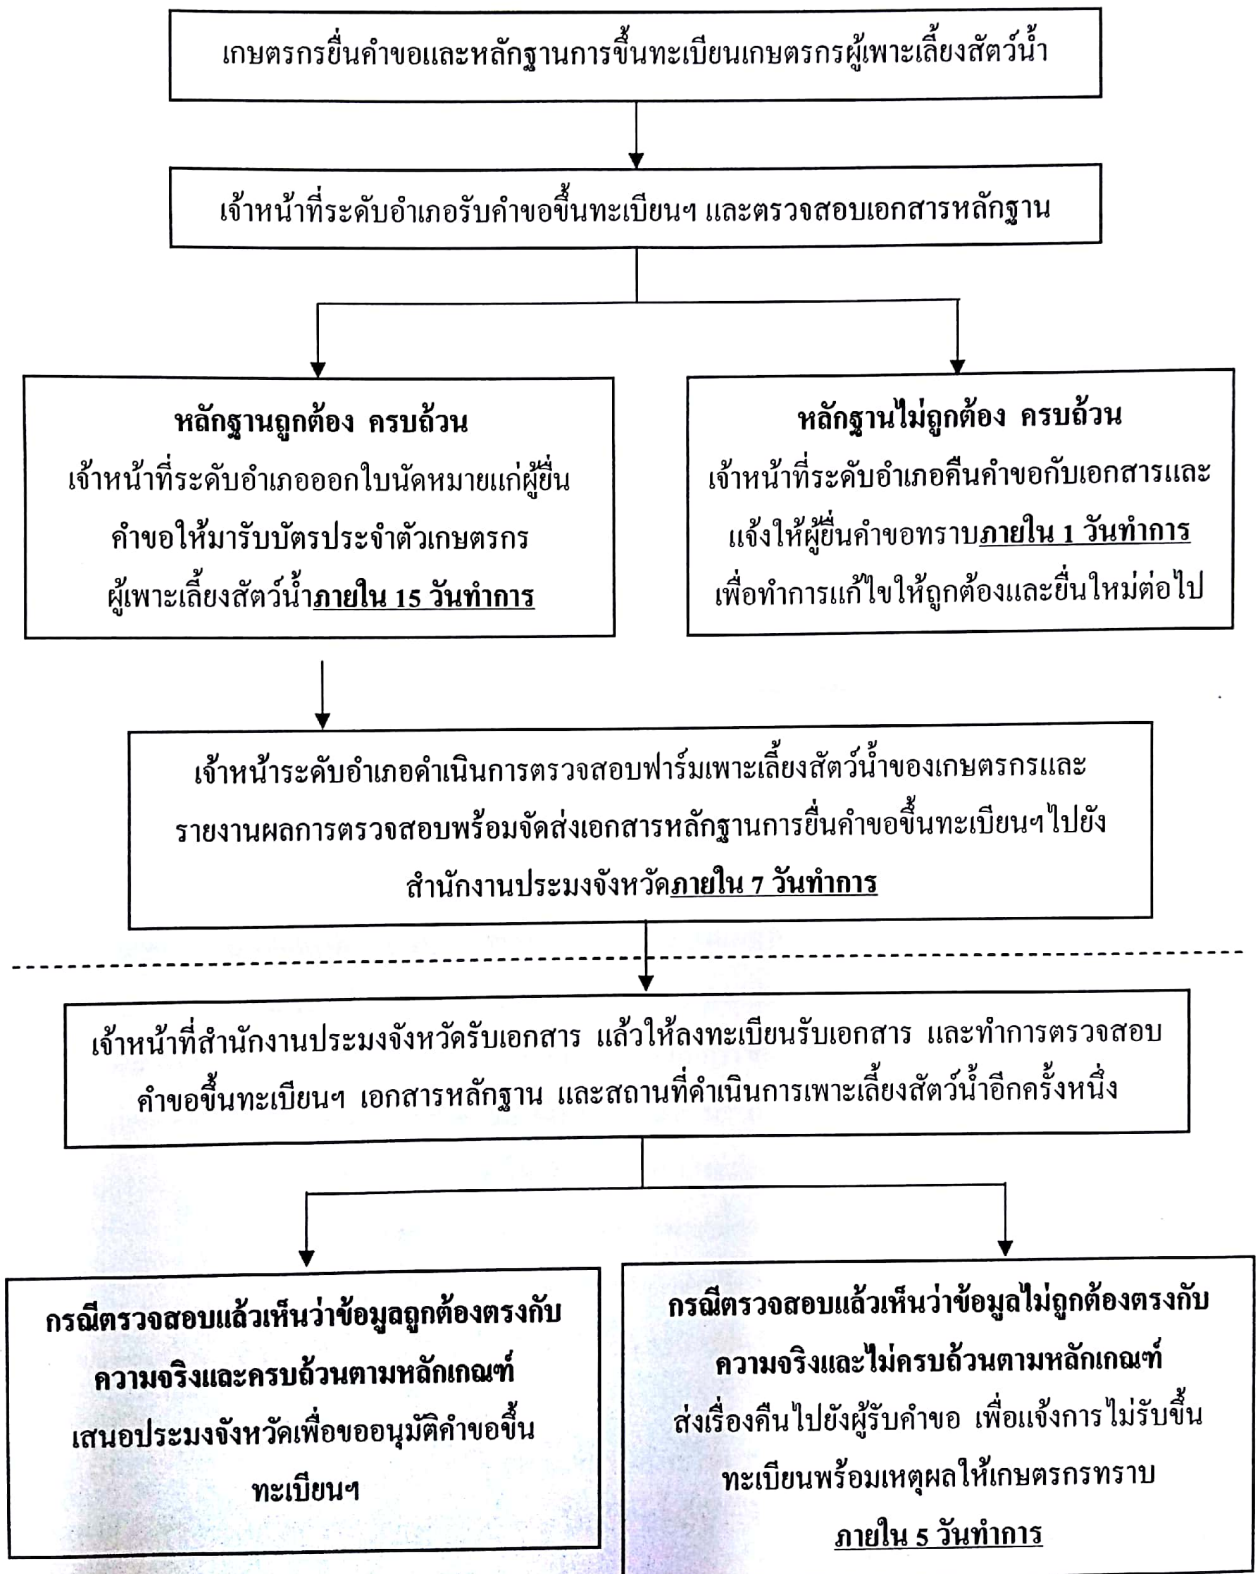 เกษตรกรยื่นคำขอและหลักฐานการขึ้นทะเบียนเกษตรกรผู้เพาะเลี้ยงสัตว์น้ำ
เจ้าหน้าที่ระดับอำเภอรับคำขอขึ้นทะเบียนฯ และตรวจสอบเอกสารหลักฐาน
หลักฐานถูกต้อง ครบถ้วน
เจ้าหน้าที่ระดับอำเภอออกใบนัดหมายแก่ผู้ยื่น
คำขอให้มารับบัตรประจำตัวเกษตรกร
ผู้เพาะเลี้ยงสัตว์น้ำภายใน 15 วันทำการ
หลักฐานไม่ถูกต้อง ครบถ้วน
เจ้าหน้าที่ระดับอำเภอคืนคำขอกับเอกสารและ
แจ้งให้ผู้ยื่นคำขอทราบภายใน 1 วันทำการ
เพื่อทำการแก้ไขให้ถูกต้องและยื่นใหม่ต่อไป
เจ้าหน้าระดับอำเภอดำเนินการตรวจสอบฟาร์มเพาะเลี้ยงสัตว์น้ำของเกษตรกรและ
รายงานผลการตรวจสอบพร้อมจัดส่งเอกสารหลักฐานการยื่นคำขอขึ้นทะเบียนฯไปยัง
สำนักงานประมงจังหวัดภายใน 7 วันทำการ
เจ้าหน้าที่สำนักงานประมงจังหวัดรับเอกสาร แล้วให้ลงทะเบียนรับเอกสาร และทำการตรวจสอบ
คำขอขึ้นทะเบียนฯ เอกสารหลักฐาน และสถานที่ดำเนินการเพาะเลี้ยงสัตว์น้ำอีกครั้งหนึ่ง
กรณีตรวจสอบแล้วเห็นว่าข้อมูลถูกต้องตรงกับ
ความจริงและครบถ้วนตามหลักเกณฑ์
เสนอประมงจังหวัดเพื่อขออนุมัติคำขอขึ้น
ทะเบียนฯ
กรณีตรวจสอบแล้วเห็นว่าข้อมูลไม่ถูกต้องตรงกับ
ความจริงและไม่ครบถ้วนตามหลักเกณฑ์
ส่งเรื่องคืนไปยังผู้รับคำขอ เพื่อแจ้งการไม่รับขึ้น
ทะเบียนพร้อมเหตุผลให้เกษตรกรทราบ
ภายใน 5 วันทำการ